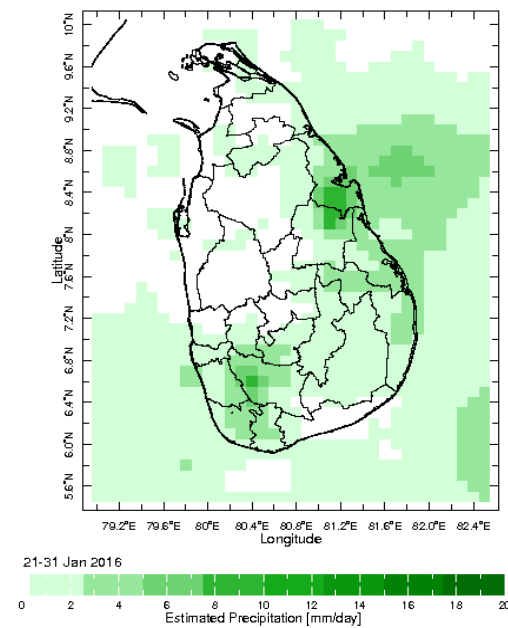 10°N
9.6°N
9.2°N
8.8°N
8.4°N
8°N
7.6°N
7.2°N
6.8°N
6.4°N
6.0°N
5.6°N
Latitude
79.2°E 79.6°E 80°E 80.4°E 80.8°E 81.2°E 81.6°E 82.0°E 82.4°E
Longitude
21-31 Jan 2016
0 2 4 6 8 10 12 14 16 18 20
Estimated Precipitation [mm/day]